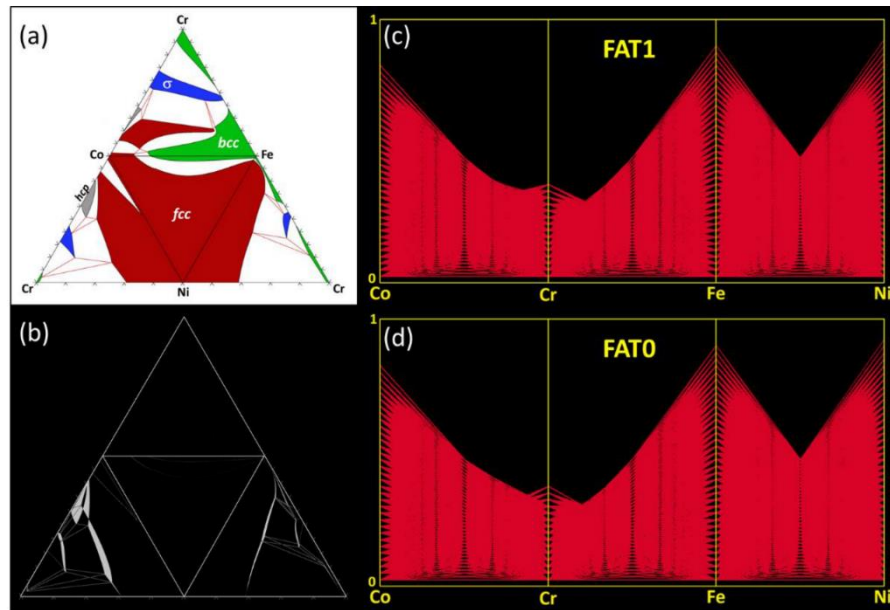 (a)
Cr
σ
Co
bcc
Fe
hcp
fcc
Cr
Ni
Cr
(b)
(c)
1
FAT1
0
Co
Cr
Fe
Ni
(d)
1
FAT0
0
Co
Cr
Fe
Ni